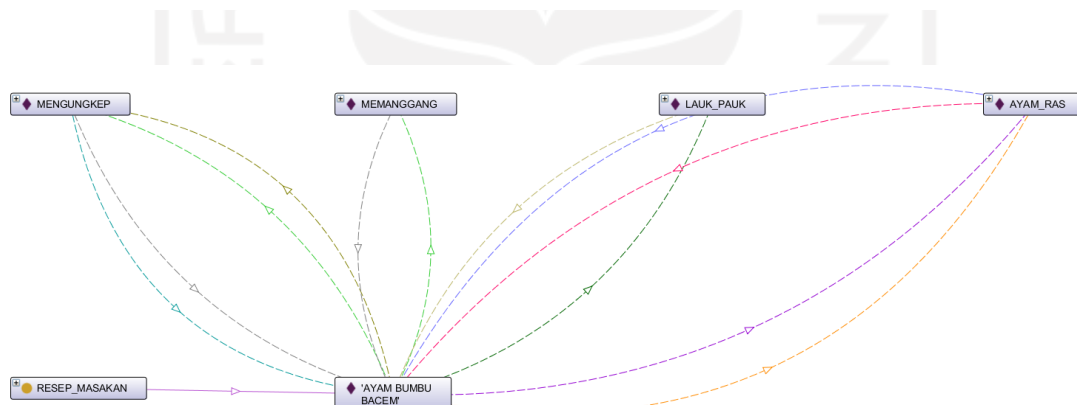 MENGUNGKEP
MEMANGGANG
LAUK_PAUK
AYAM_RAS
RESEP_MASAKAN
'AYAM BUMBU
BACEM'